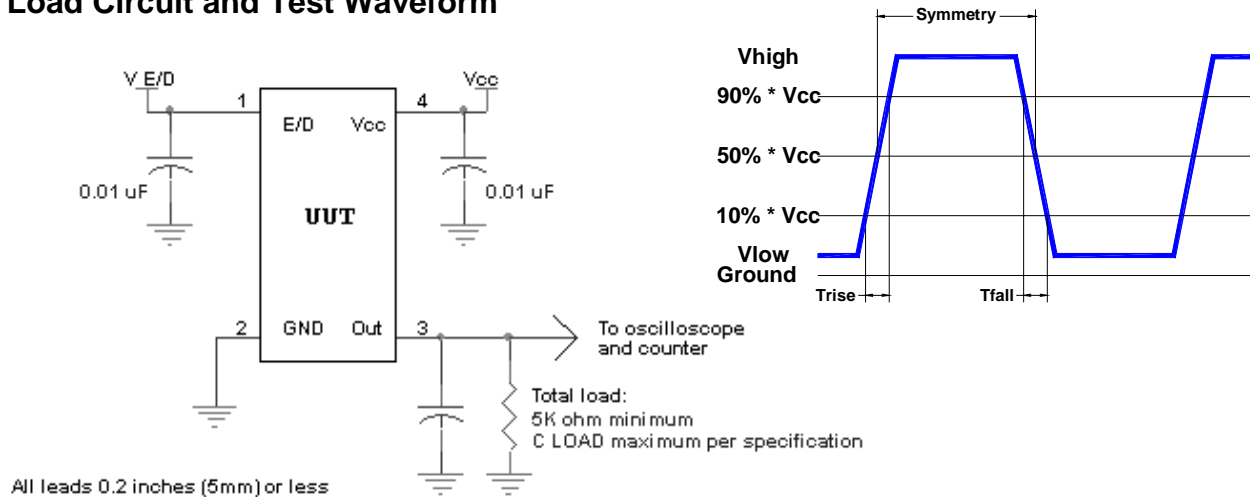 Load Circuit and Test Waveform
V E/D
Vcc
1
4
E/D
Vcc
0.01 uF
0.01 uF
UUT
2
GND
Out
3
To oscilloscope
and counter
Total load:
5K ohm minimum
C LOAD maximum per specification
All leads 0.2 inches (5mm) or less
Symmetry
Vhigh
90% * Vcc
50% * Vcc
10% * Vcc
Vlow
Ground
Trise
Tfall